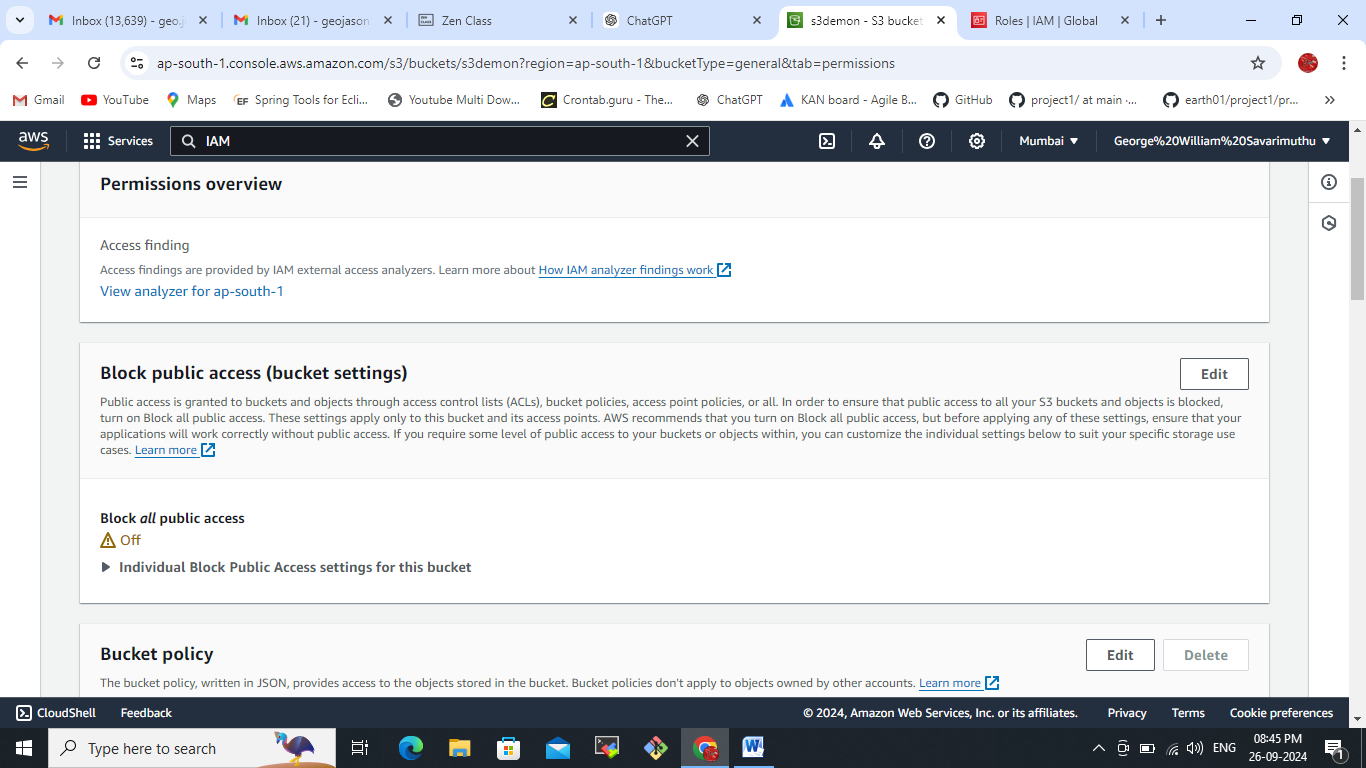 Inbox (13,639) - geo.j
Inbox (21) - geojason
Zen Class
ChatGPT
s3demon - S3 bucket
Roles | IAM | Global
ap-south-1.console.aws.amazon.com/s3/buckets/s3demon?region=ap-south-1&bucketType=general&tab=permissions
Gmail
YouTube
Maps
Spring Tools for Ecli...
Youtube Multi Dow...
Crontab.guru - The...
ChatGPT
KAN board - Agile B...
GitHub
project1/ at main ·...
earth01/project1/pr...
aws
Services
IAM
Mumbai
George%20William%20Savarimuthu
Permissions overview
Access finding
Access findings are provided by IAM external access analyzers. Learn more about How IAM analyzer findings work
View analyzer for ap-south-1
Block public access (bucket settings)
Edit
Public access is granted to buckets and objects through access control lists (ACLs), bucket policies, access point policies, or all. In order to ensure that public access to all your S3 buckets and objects is blocked,
turn on Block all public access. These settings apply only to this bucket and its access points. AWS recommends that you turn on Block all public access, but before applying any of these settings, ensure that your
applications will work correctly without public access. If you require some level of public access to your buckets or objects within, you can customize the individual settings below to suit your specific storage use
cases. Learn more
Block all public access
Off
Individual Block Public Access settings for this bucket
Bucket policy
Edit
Delete
The bucket policy, written in JSON, provides access to the objects stored in the bucket. Bucket policies don't apply to objects owned by other accounts. Learn more
CloudShell
Feedback
© 2024, Amazon Web Services, Inc. or its affiliates.
Privacy
Terms
Cookie preferences
Type here to search
ENG
08:45 PM
26-09-2024
1